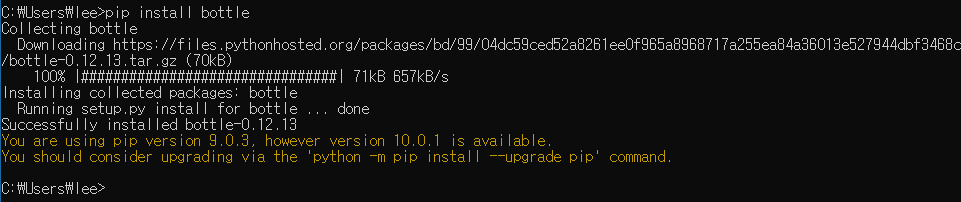 C:₩Users₩lee>pip install bottle
Collecting bottle
  Downloading https://files.pythonhosted.org/packages/bd/99/04dc59ced52a8261ee0f965a8968717a255ea84a36013e527944dbf3468c
/bottle-0.12.13.tar.gz (70kB)
    100% |################################| 71kB 657kB/s
Installing collected packages: bottle
  Running setup.py install for bottle ... done
Successfully installed bottle-0.12.13
You are using pip version 9.0.3, however version 10.0.1 is available.
You should consider upgrading via the 'python -m pip install --upgrade pip' command.
C:₩Users₩lee>